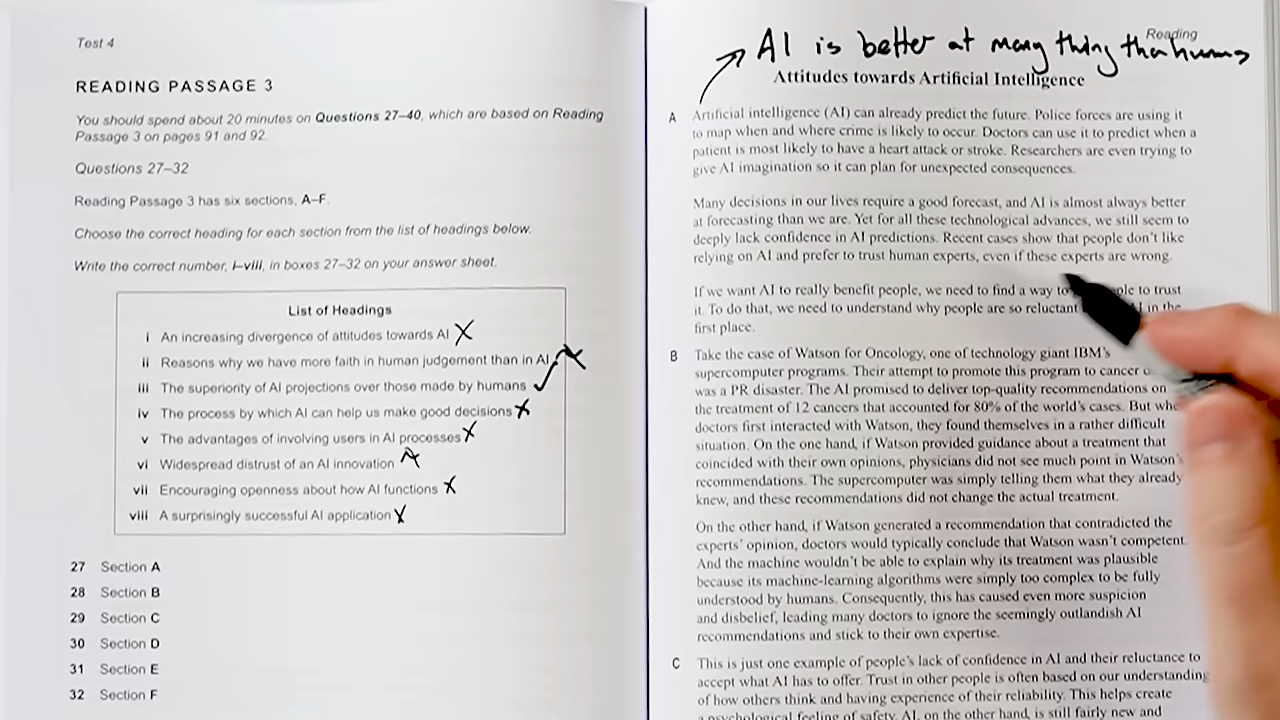 Test 4
READING PASSAGE 3
You should spend about 20 minutes on Questions 27–40, which are based on Reading
Passage 3 on pages 91 and 92.
Questions 27–32
Reading Passage 3 has six sections, A–F.
Choose the correct heading for each section from the list of headings below.
Write the correct number, i–viii, in boxes 27–32 on your answer sheet.
List of Headings
i An increasing divergence of attitudes towards AI
ii Reasons why we have more faith in human judgement than in AI
iii The superiority of AI projections over those made by humans
iv The process by which AI can help us make good decisions
v The advantages of involving users in AI processes
vi Widespread distrust of an AI innovation
vii Encouraging openness about how AI functions
viii A surprisingly successful AI application
27 Section A
28 Section B
29 Section C
30 Section D
31 Section E
32 Section F
Reading
AI is better at many thing than humans
Attitudes towards Artificial Intelligence
A Artificial intelligence (AI) can already predict the future. Police forces are using it
to map when and where crime is likely to occur. Doctors can use it to predict when a
patient is most likely to have a heart attack or stroke. Researchers are even trying to
give AI imagination so it can plan for unexpected consequences.
Many decisions in our lives require a good forecast, and AI is almost always better
at forecasting than we are. Yet for all these technological advances, we still seem to
deeply lack confidence in AI predictions. Recent cases show that people don't like
relying on AI and prefer to trust human experts, even if these experts are wrong.
If we want AI to really benefit people, we need to find a way to to trust
it. To do that, we need to understand why people are so reluctant AI in the
first place.
B Take the case of Watson for Oncology, one of technology giant IBM's
supercomputer programs. Their attempt to promote this program to cancer
was a PR disaster. The AI promised to deliver top-quality recommendations on
the treatment of 12 cancers that accounted for 80% of the world's cases. But
doctors first interacted with Watson, they found themselves in a rather difficult
situation. On the one hand, if Watson provided guidance about a treatment that
coincided with their own opinions, physicians did not see much point in Watson's
recommendations. The supercomputer was simply telling them what they already
knew, and these recommendations did not change the actual treatment.
On the other hand, if Watson generated a recommendation that contradicted the
experts' opinion, doctors would typically conclude that Watson wasn't competent.
And the machine wouldn't be able to explain why its treatment was plausible
because its machine-learning algorithms were simply too complex to be fully
understood by humans. Consequently, this has caused even more suspicion
and disbelief, leading many doctors to ignore the seemingly outlandish AI
recommendations and stick to their own expertise.
C This is just one example of people's lack of confidence in AI and their reluctance to
accept what AI has to offer. Trust in other people is often based on our understanding
of how others think and having experience of their reliability. This helps create
a psychological feeling of safety. AI, on the other hand, is still fairly new and